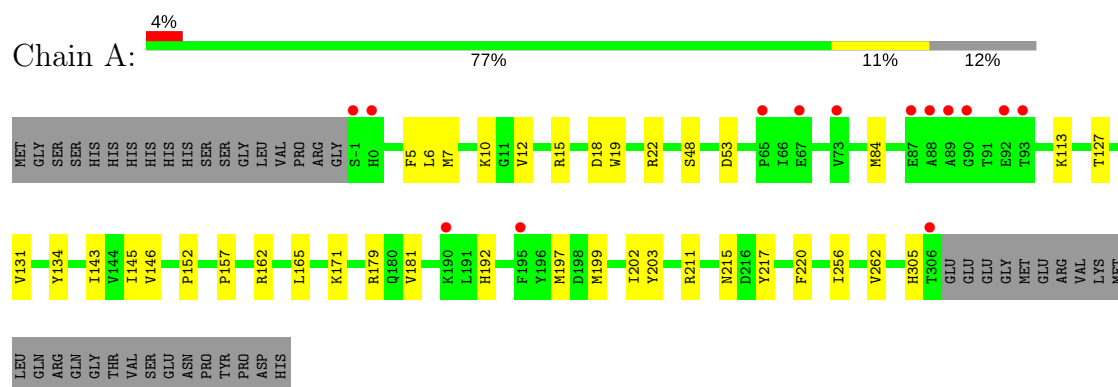 4%
Chain A:
77% 11% 12%
MET GLY SER SER HIS HIS HIS HIS HIS HIS SER SER GLY LEU VAL PRO ARG GLY S-1 H0 F5 L6 M7 K10 G11 V12 R15 D18 W19 R22 S48 D53 P65 I66 E67 V73 M84 E87 A88 A89 G90 T91 E92 T93 K113 T127
V131 Y134 I143 V144 I145 V146 P152 P157 R162 L165 K171 R179 Q180 V181 K190 L191 H192 F195 Y196 M197 D198 M199 I202 Y203 R211 N215 D216 Y217 F220 I256 V262 H305 T306 GLU GLU GLU GLY MET GLU ARG VAL LYS MET
LEU GLN ARG GLN GLY THR VAL SER GLU ASN PRO TYR PRO ASP HIS